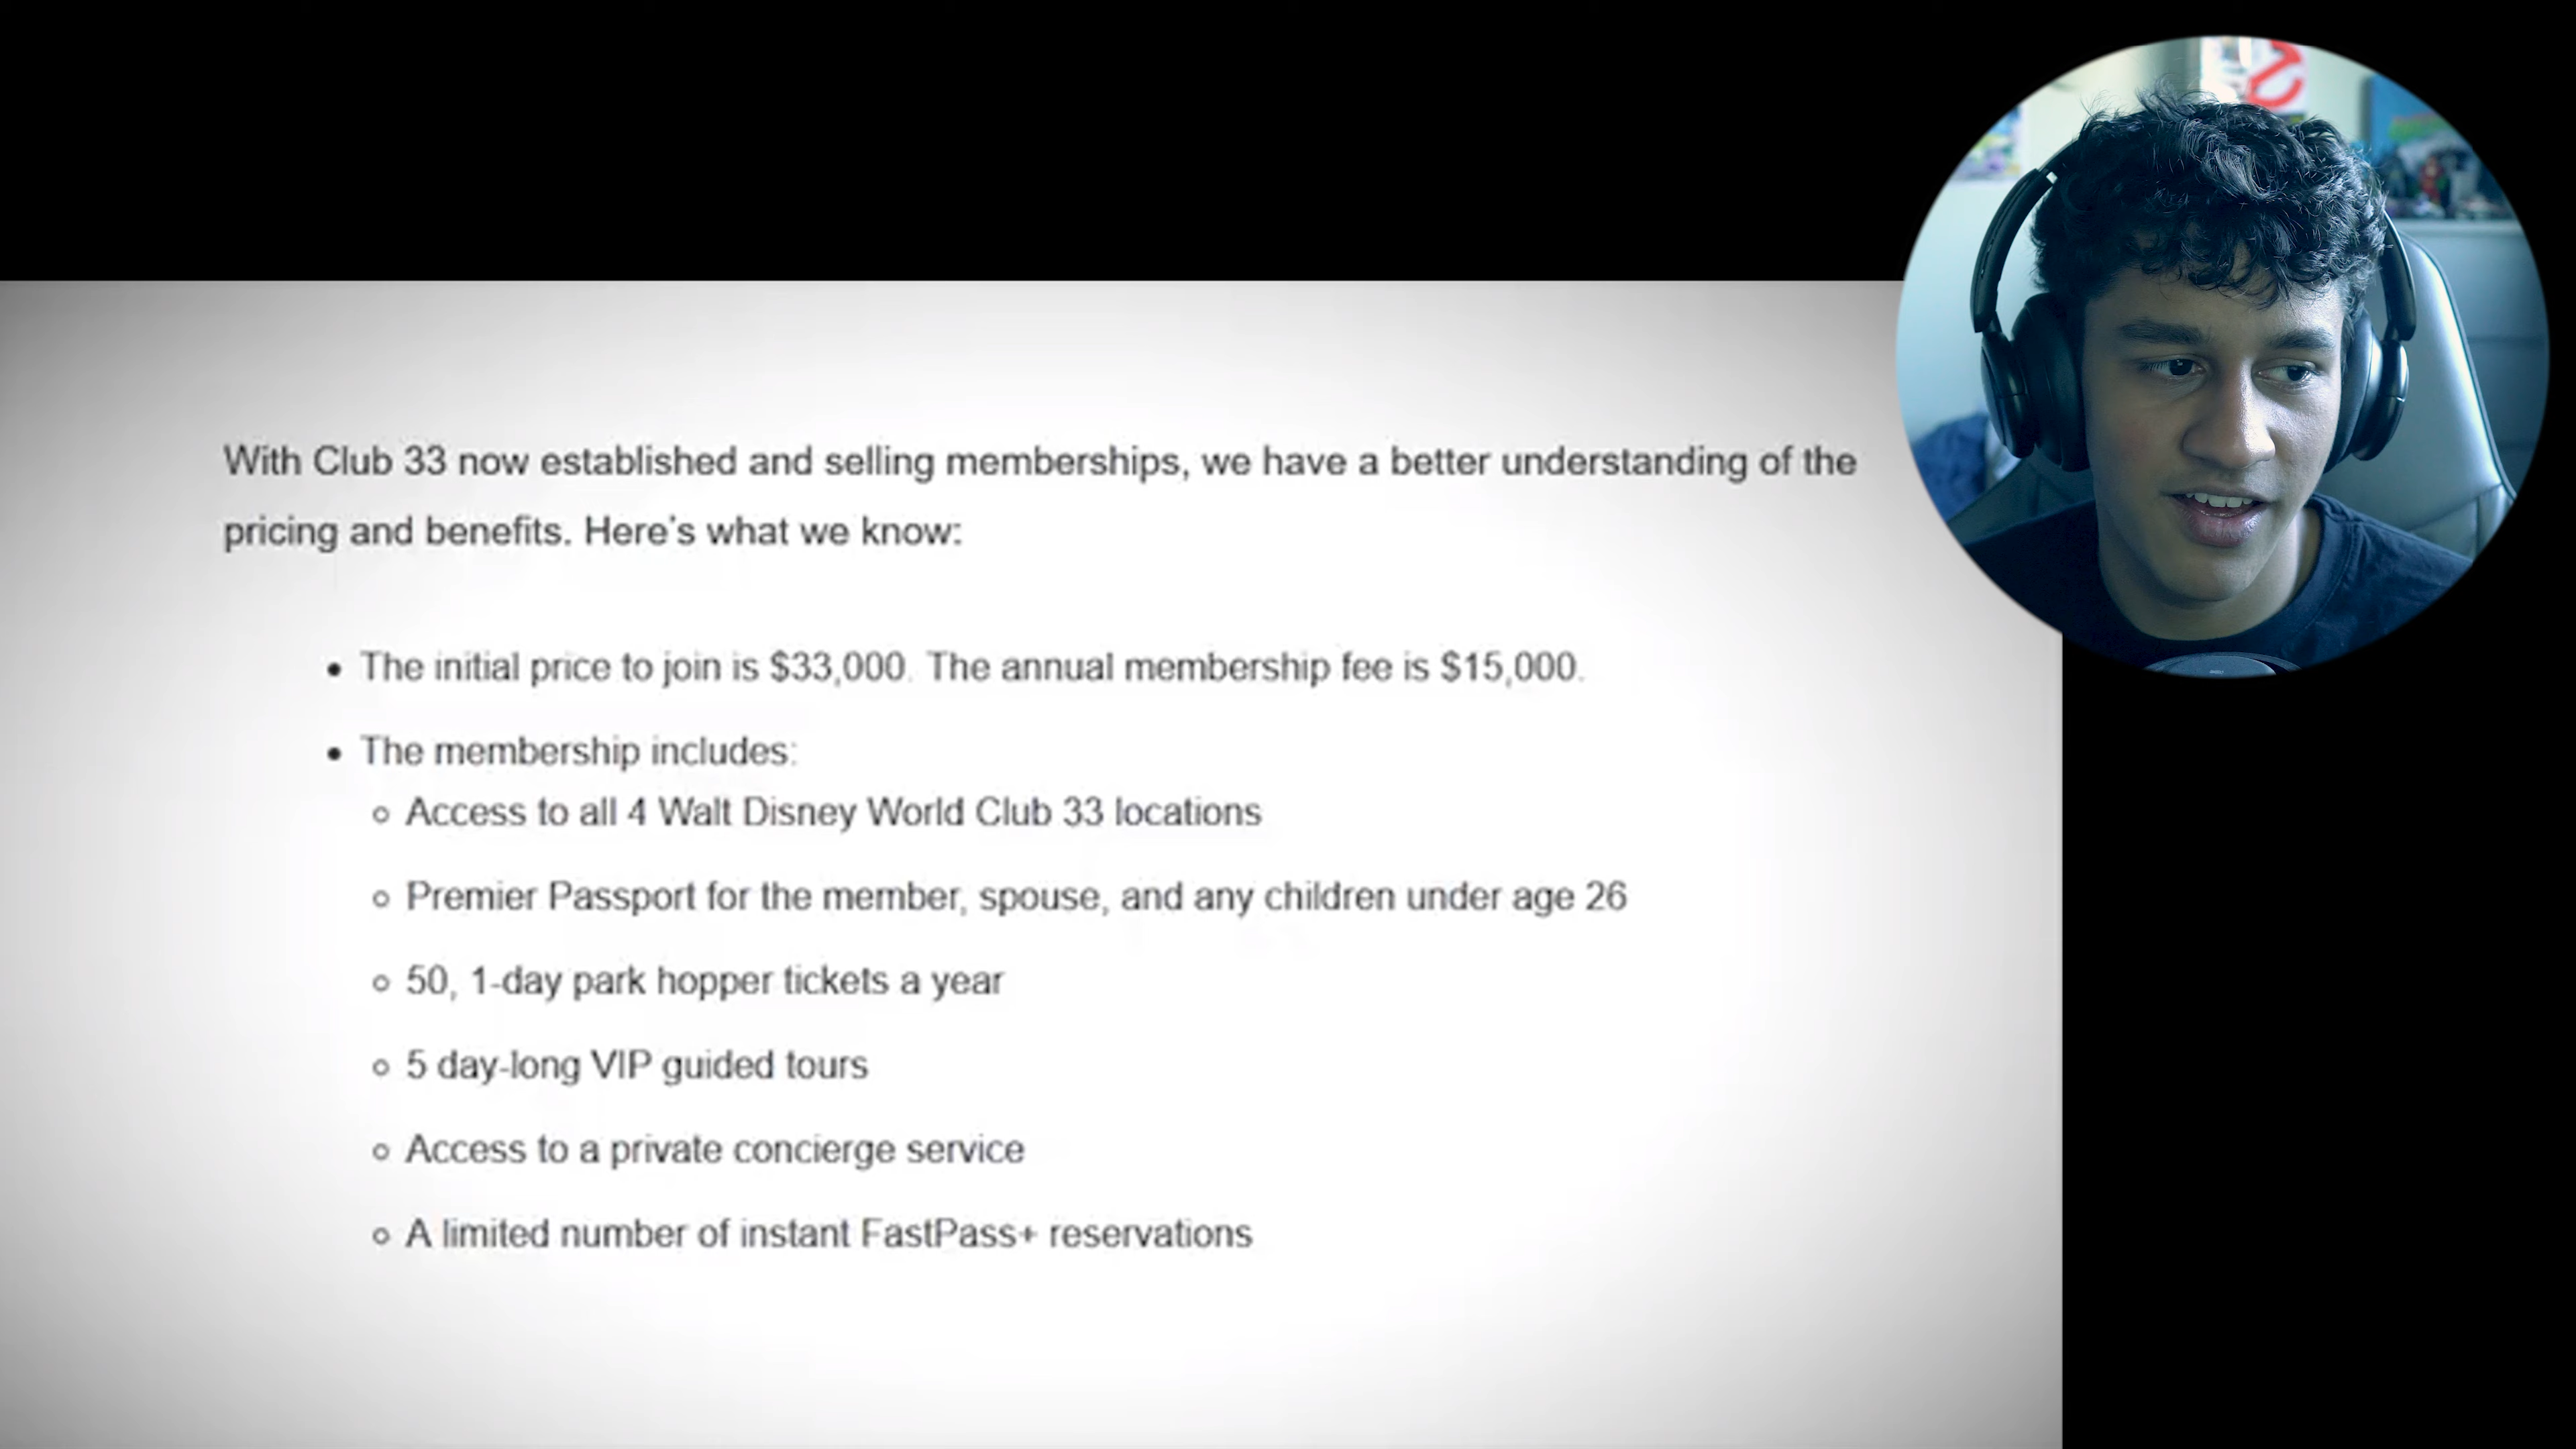 With Club 33 now established and selling memberships, we have a better understanding of the
pricing and benefits. Here's what we know:
• The initial price to join is $33,000. The annual membership fee is $15,000.
• The membership includes:
○ Access to all 4 Walt Disney World Club 33 locations
○ Premier Passport for the member, spouse, and any children under age 26
○ 50, 1-day park hopper tickets a year
○ 5 day-long VIP guided tours
○ Access to a private concierge service
○ A limited number of instant FastPass+ reservations